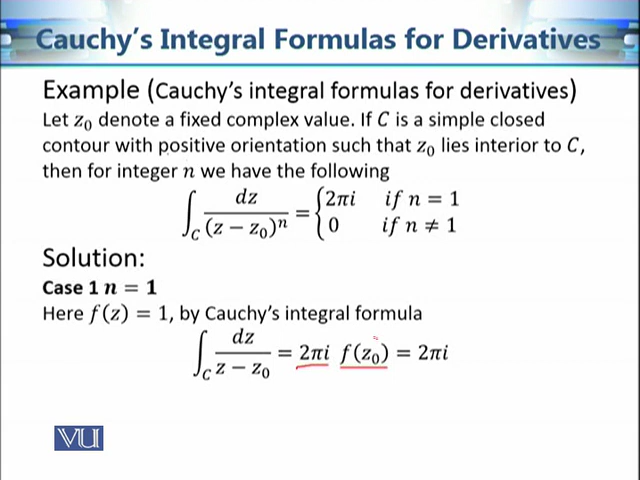 Cauchy's Integral Formulas for Derivatives
Example (Cauchy's integral formulas for derivatives)
Let z₀ denote a fixed complex value. If C is a simple closed
contour with positive orientation such that z₀ lies interior to C,
then for integer n we have the following
∫_C dz/(z − z₀)ⁿ = {2πi if n = 1
0 if n ≠ 1
Solution:
Case 1 n = 1
Here f(z) = 1, by Cauchy's integral formula
∫_C dz/(z − z₀) = 2πi f(z₀) = 2πi
VU